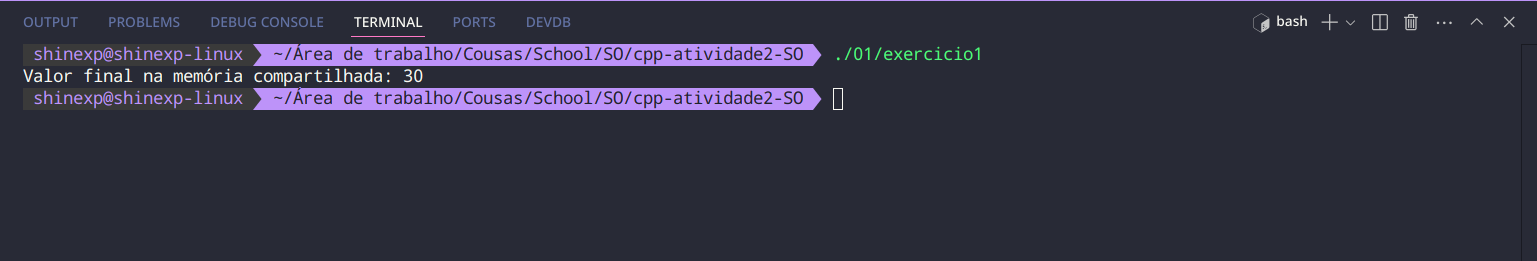 OUTPUT PROBLEMS DEBUG CONSOLE TERMINAL PORTS DEVDB bash
shinexp@shinexp-linux ~/Área de trabalho/Cousas/School/SO/cpp-atividade2-SO ./01/exercicio1
Valor final na memória compartilhada: 30
shinexp@shinexp-linux ~/Área de trabalho/Cousas/School/SO/cpp-atividade2-SO